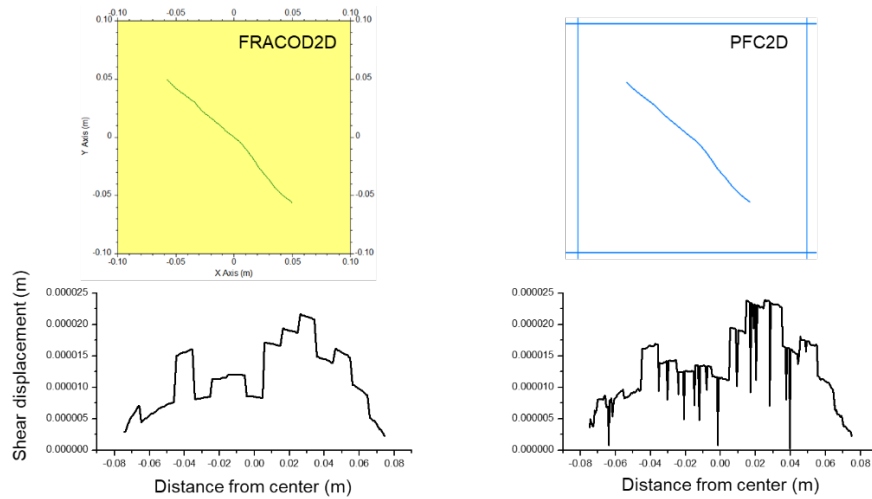 -0.10 -0.05 0 0.05 0.10
0.10 0.10
FRACOD2D
PFC2D
0.05 0.05
Y Axis (m)
0 0
-0.05 -0.05
-0.10 -0.10
-0.10 -0.05 0 0.05 0.10
X Axis (m)
Shear displacement (m)
0.000025
0.000020
0.000015
0.000010
0.000005
0.000000
-0.08 -0.06 -0.04 -0.02 0.00 0.02 0.04 0.06 0.08
Distance from center (m)
0.000025
0.000020
0.000015
0.000010
0.000005
0.000000
-0.08 -0.06 -0.04 -0.02 0.00 0.02 0.04 0.06 0.08
Distance from center (m)